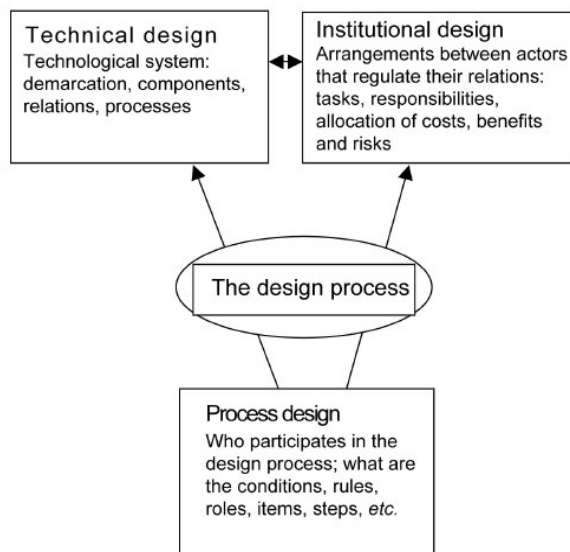 Technical design
Technological system:
demarcation, components,
relations, processes
Institutional design
Arrangements between actors
that regulate their relations:
tasks, responsibilities,
allocation of costs, benefits
and risks
The design process
Process design
Who participates in the
design process; what are
the conditions, rules,
roles, items, steps, etc.